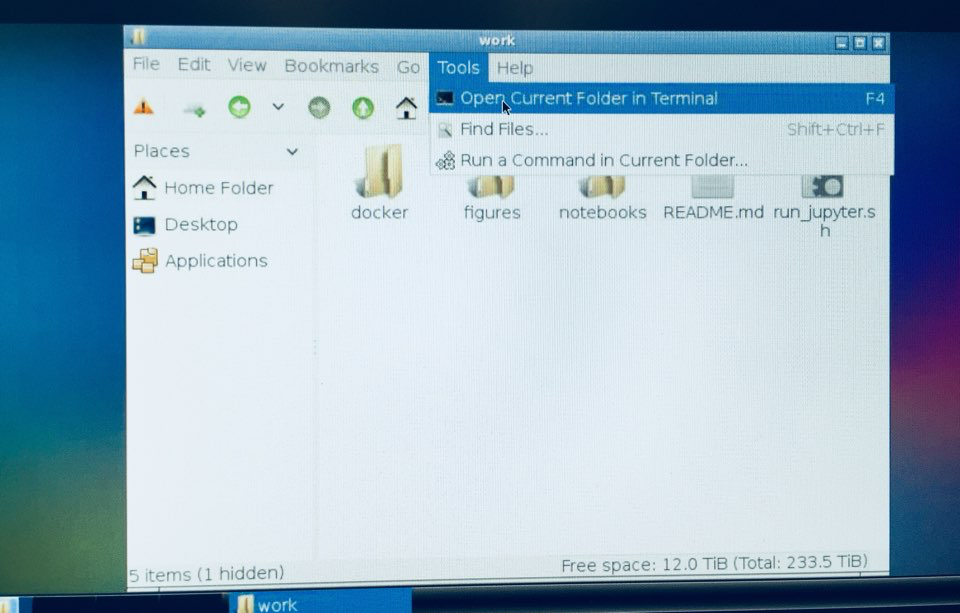 work
File Edit View Bookmarks Go Tools Help
Open Current Folder in Terminal F4
Find Files... Shift+Ctrl+F
Run a Command in Current Folder...
Places
Home Folder
Desktop
Applications
docker figures notebooks README.md run_jupyter.s
h
5 items (1 hidden) Free space: 12.0 TiB (Total: 233.5 TiB)
work